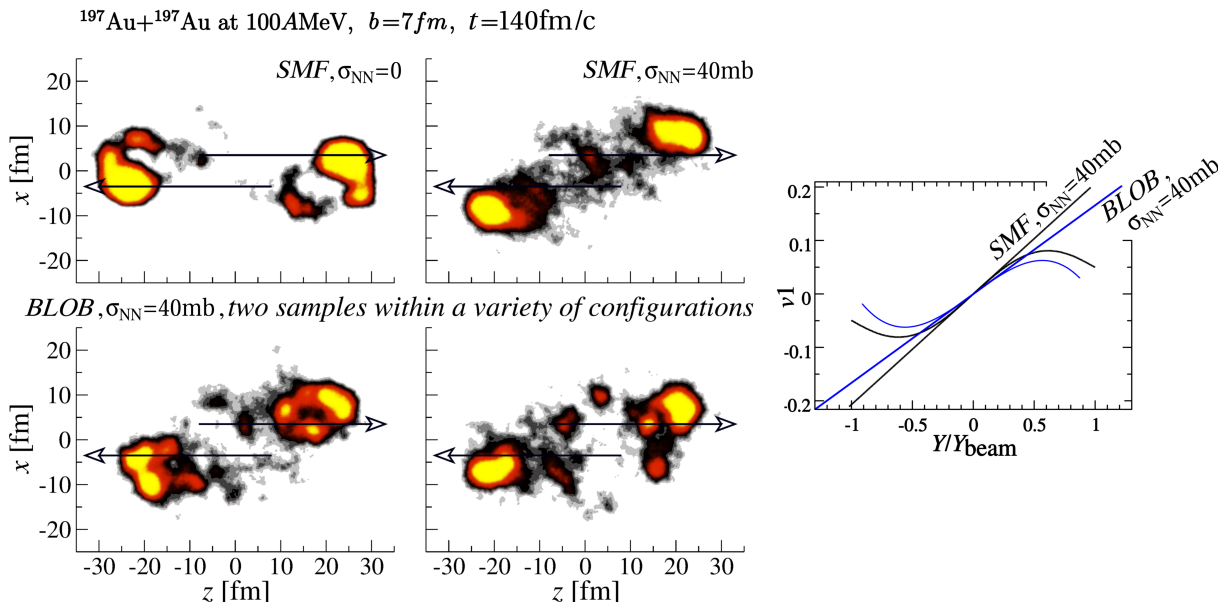 ¹⁹⁷Au+¹⁹⁷Au at 100AMeV, b=7fm, t=140fm/c
SMF, σNN=0
SMF, σNN=40mb
20
10
0
-10
-20
x [fm]
BLOB, σNN=40mb, two samples within a variety of configurations
20
10
0
-10
-20
x [fm]
-30 -20 -10 0 10 20 30
z [fm]
-30 -20 -10 0 10 20 30
z [fm]
SMF, σNN=40mb
BLOB,
σNN=40mb
0.2
0.1
0
-0.1
-0.2
v1
-1 -0.5 0 0.5 1
Y/Ybeam